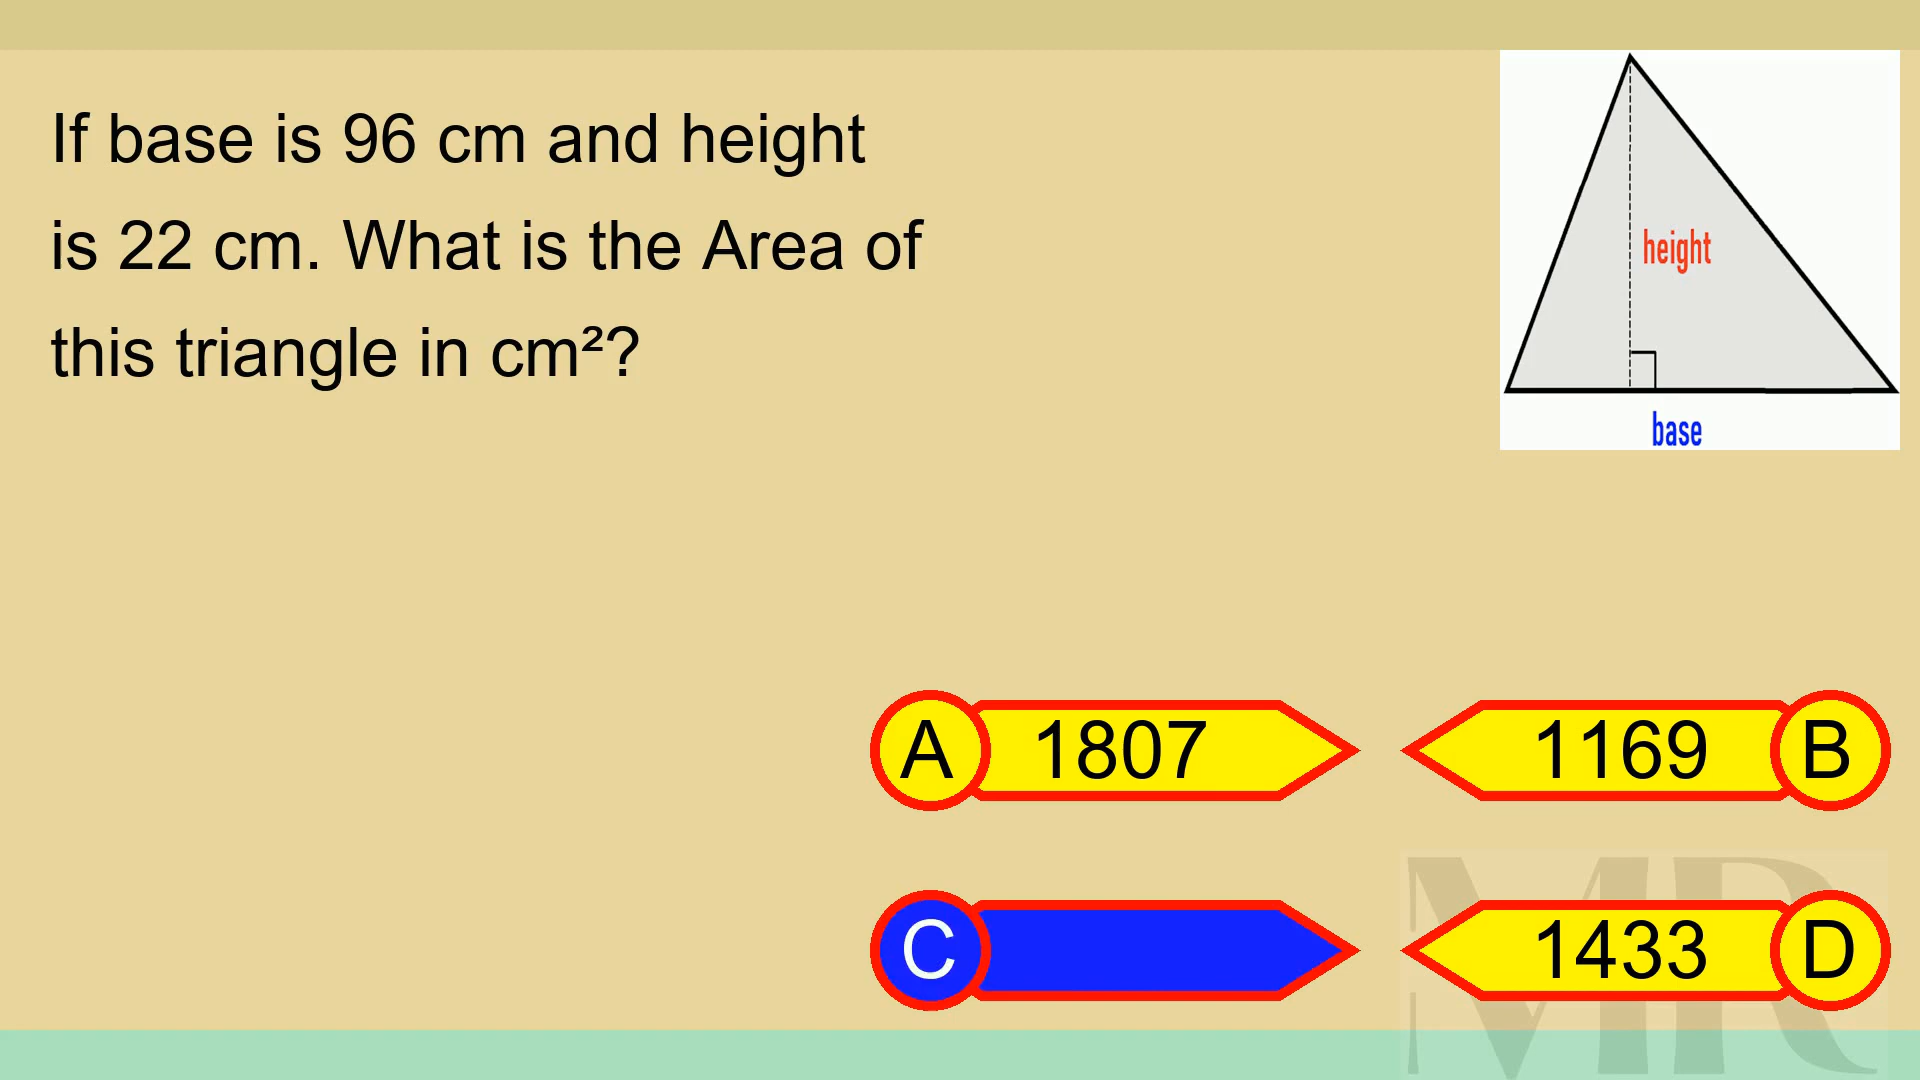 If base is 96 cm and height
is 22 cm. What is the Area of
this triangle in cm²?
height
base
A 1807
1169 B
C
1433 D
MR